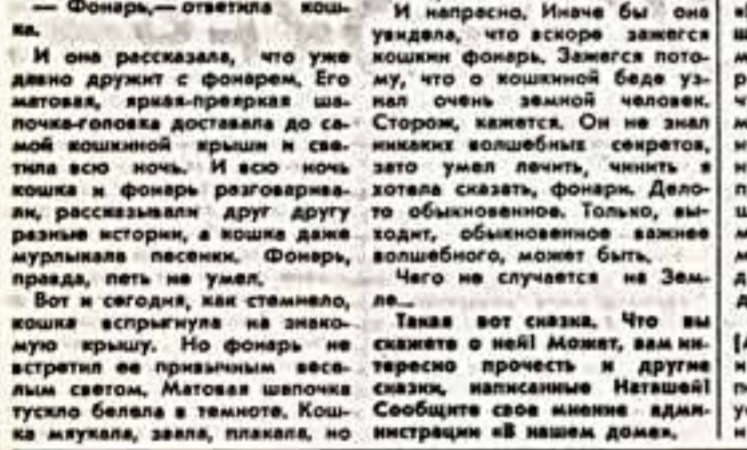 — Фонарь,— ответила кош-
ка.
И она рассказала, что уже
давно дружит с фонарем. Его
матовая, яркая-преяркая ша-
почка-головка доставала до са-
мой кошкиной крыши и све-
тила всю ночь. И всю ночь
кошка и фонарь разговарива-
ли, рассказывали друг другу
разные истории, а кошка даже
мурлыкала песенки. Фонарь,
правда, петь не умел.
Вот и сегодня, как стемнело,
кошка вспрыгнула на знако-
мую крышу. Но фонарь не
встретил ее привычным весе-
лым светом. Матовая шапочка
тускло белела в темноте. Кош-
ка мяукала, звала, плакала, но
И напрасно. Иначе бы она
увидела, что вскоре зажегся
кошкин фонарь. Зажегся пото-
му, что о кошкиной беде уз-
нал очень земной человек.
Сторож, кажется. Он не знал
никаких волшебных секретов,
зато умел лечить, чинить я
хотела сказать, фонари. Дело-
то обыкновенное. Только, вы-
ходит, обыкновенное важнее
волшебного, может быть.
Чего не случается на Зем-
ле...
Такая вот сказка. Что вы
скажете о ней! Может, вам ин-
тересно прочесть и другие
сказки, написанные Наташей!
Сообщите свое мнение адми-
нистрации «В нашем доме».